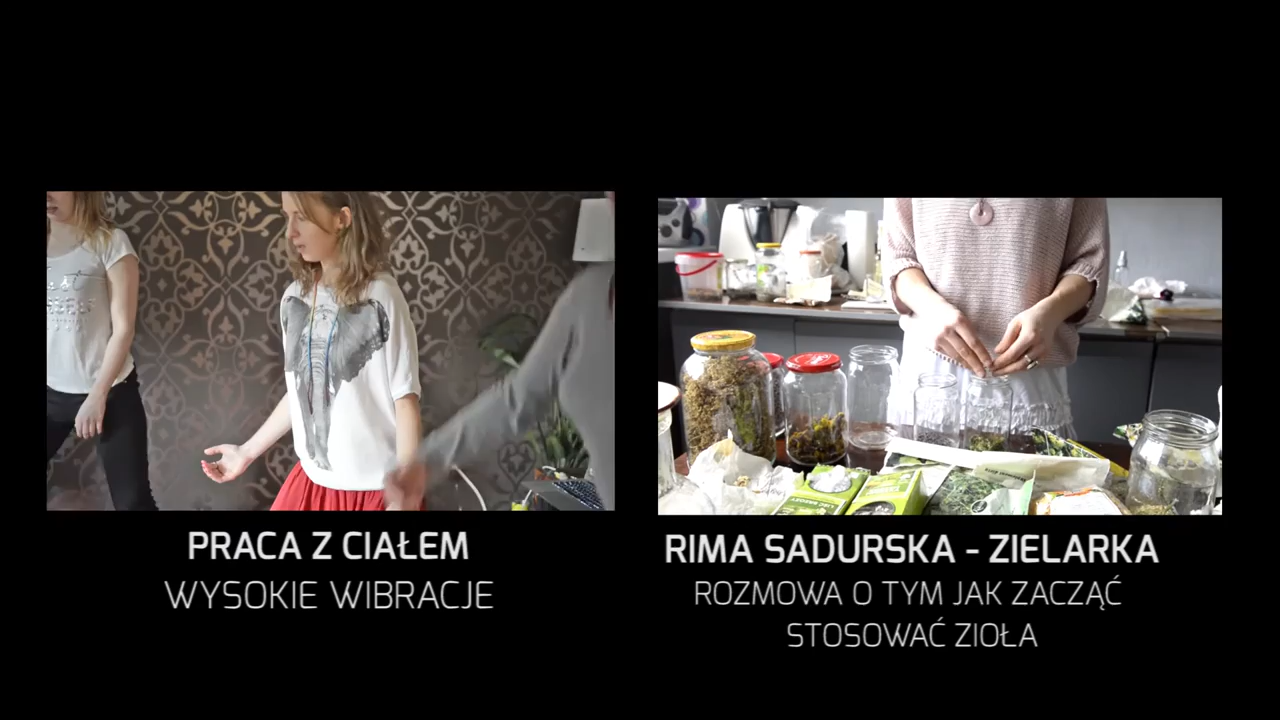 PRACA Z CIAŁEM
WYSOKIE WIBRACJE
RIMA SADURSKA - ZIELARKA
ROZMOWA O TYM JAK ZACZĄĆ
STOSOWAĆ ZIOŁA